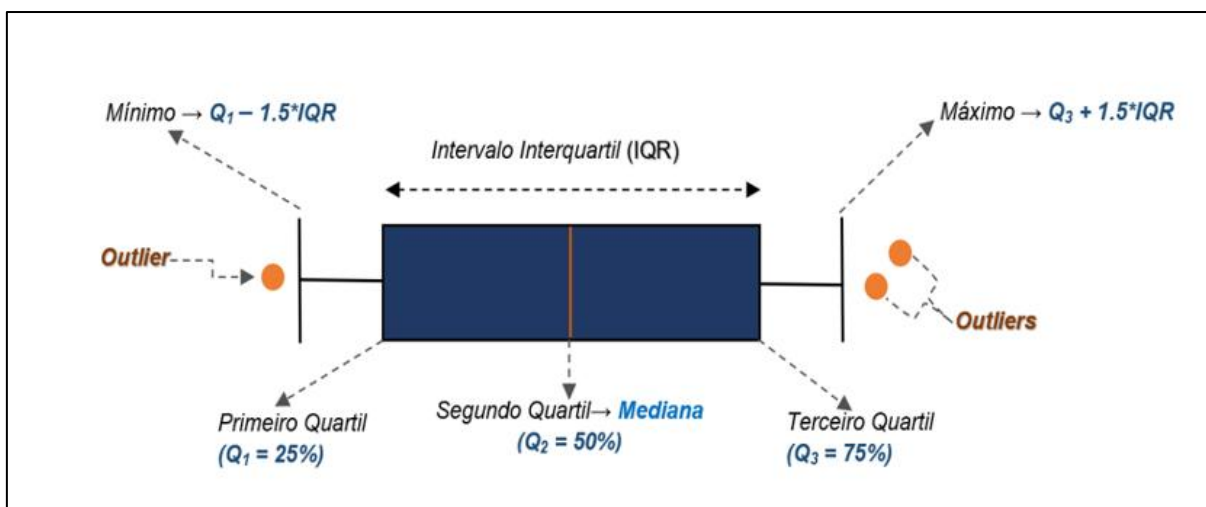 Mínimo → Q₁ – 1.5*IQR
Máximo → Q₃ + 1.5*IQR
Intervalo Interquartil (IQR)
Outlier
Outliers
Primeiro Quartil
(Q₁ = 25%)
Segundo Quartil→ Mediana
(Q₂ = 50%)
Terceiro Quartil
(Q₃ = 75%)